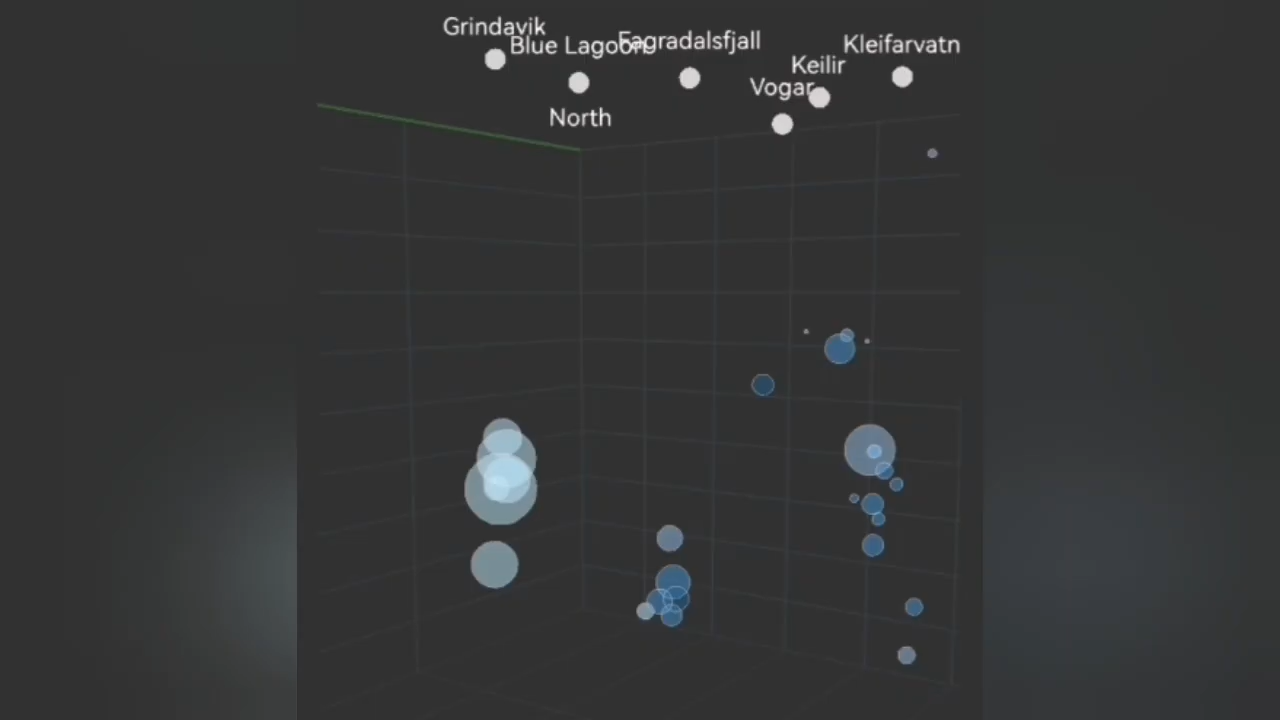 Grindavik
Blue Lagoon
Fagradalsfjall
Kleifarvatn
Keilir
Vogar
North